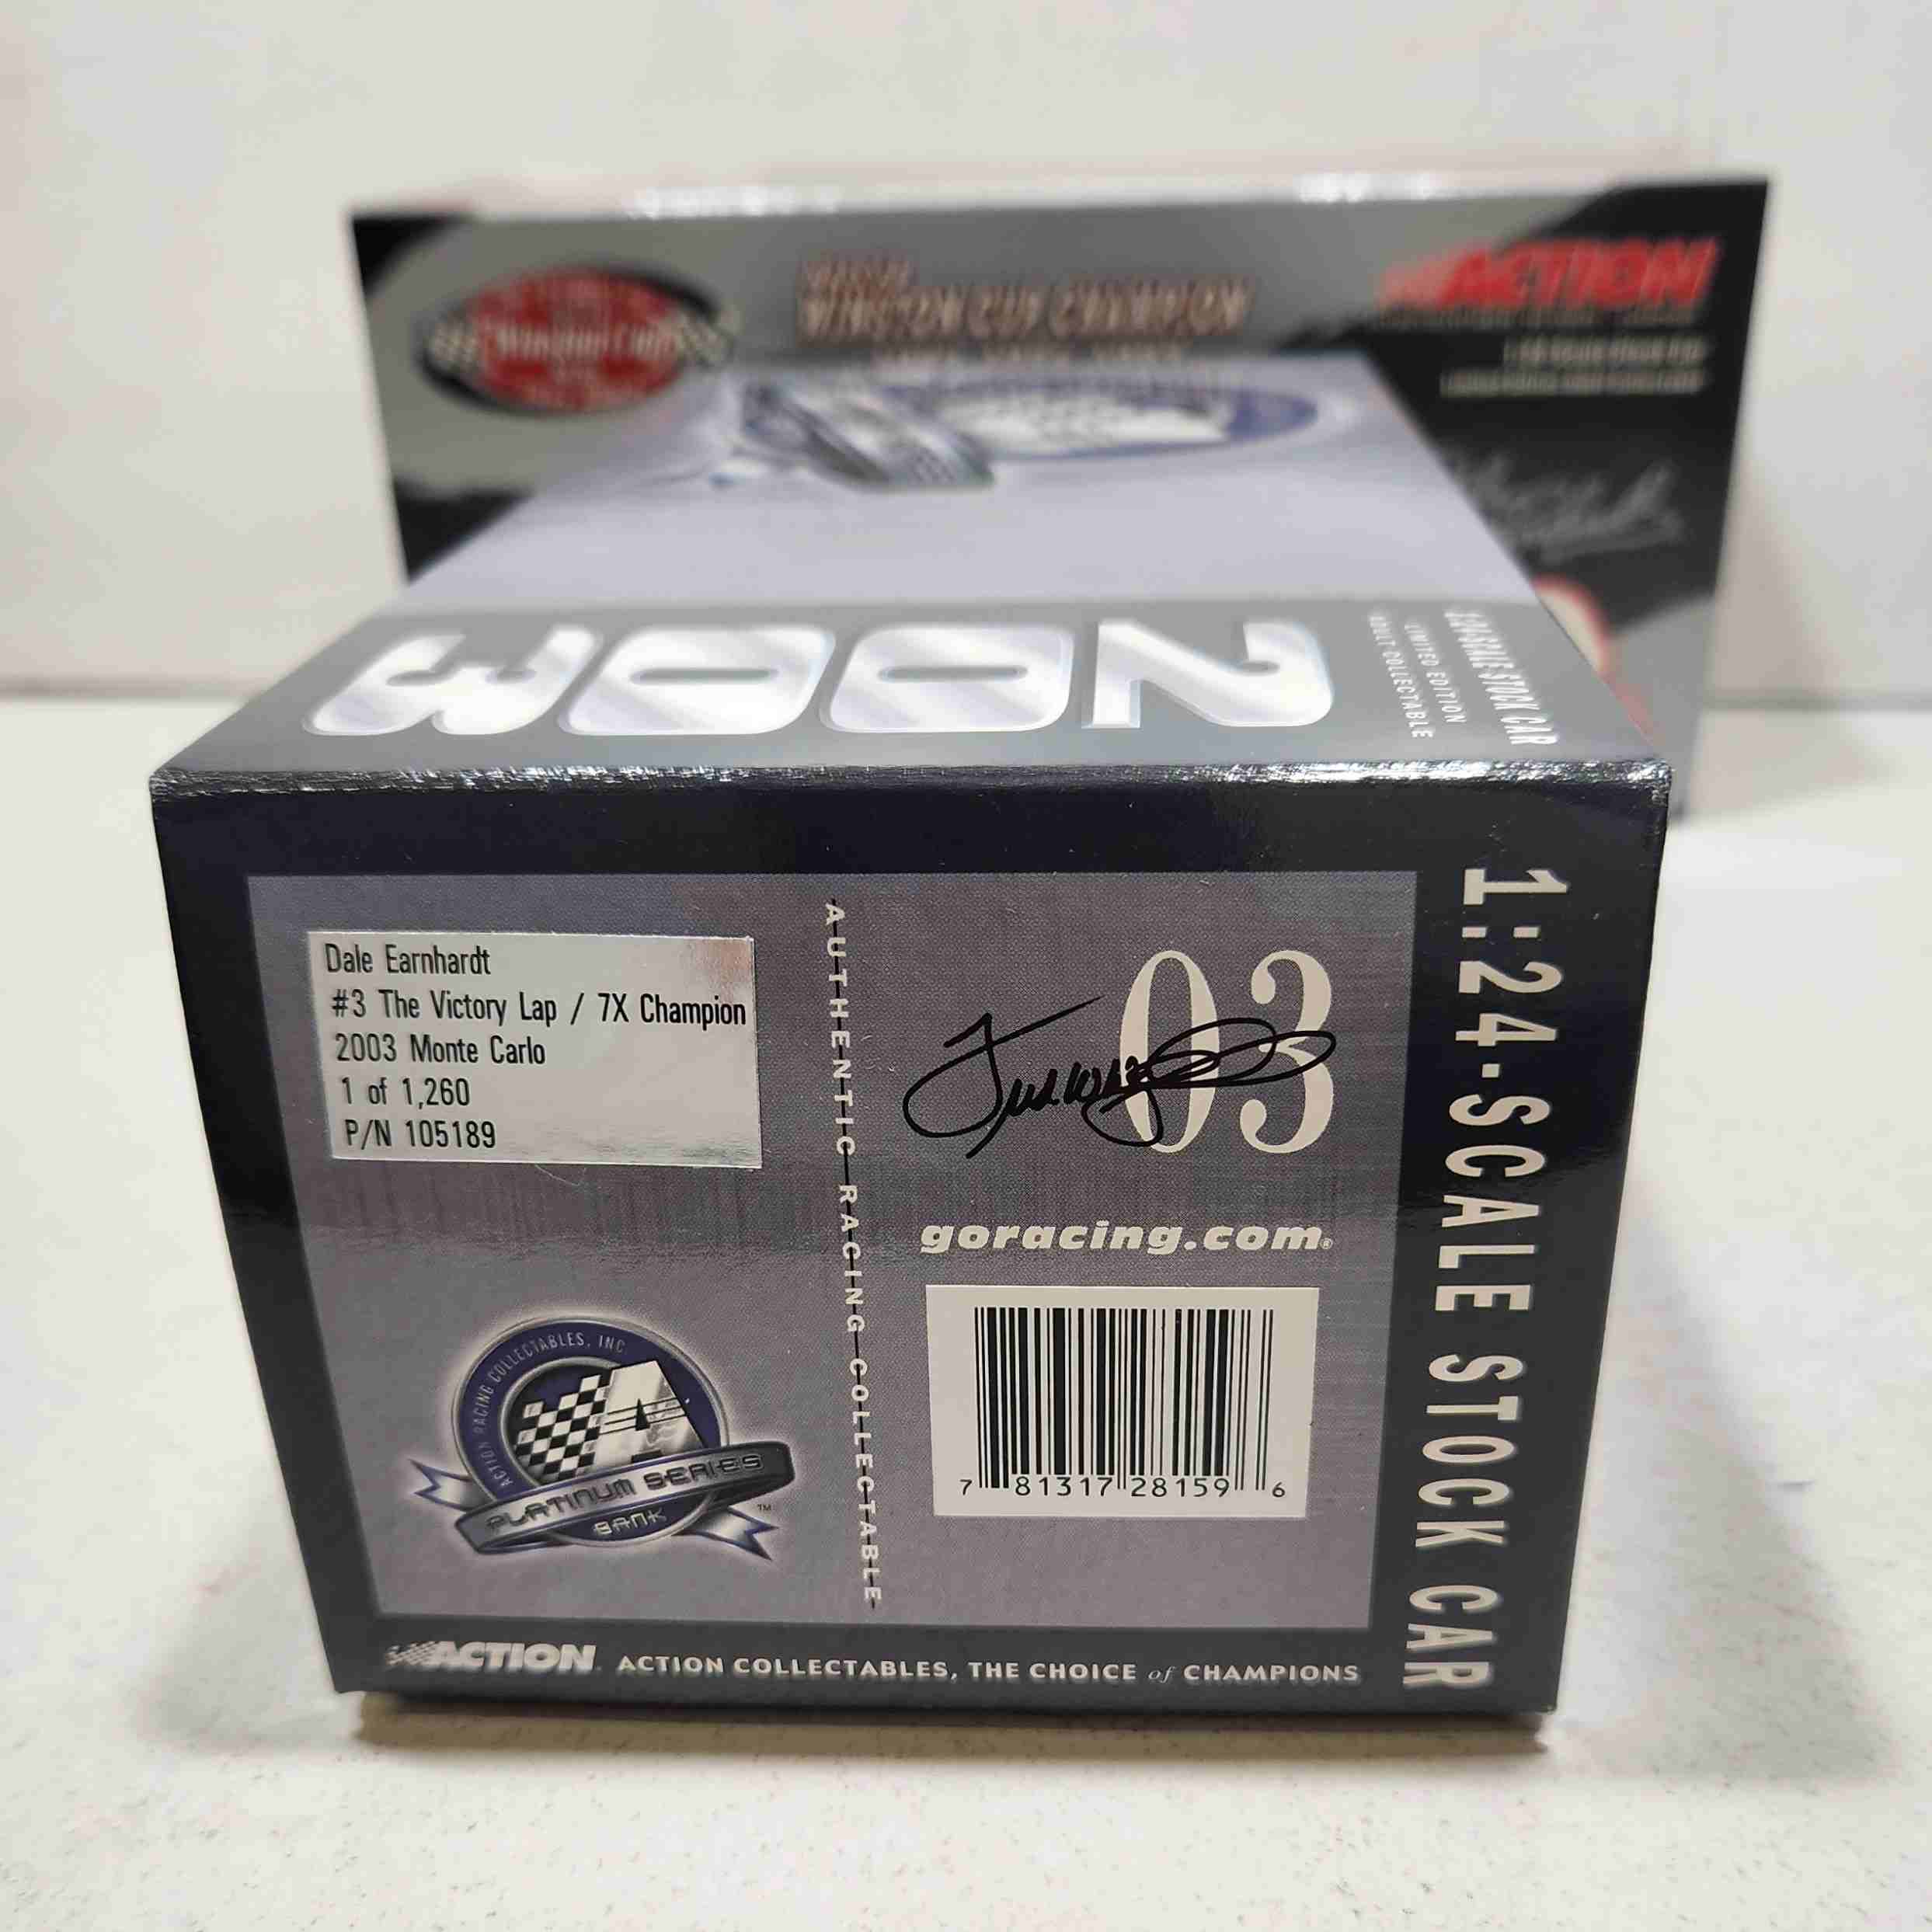 WINSTON CUP CHAMPION
ACTION
2003
1:24-SCALE STOCK CAR
LIMITED EDITION
ADULT COLLECTABLE
Dale Earnhardt
#3 The Victory Lap / 7X Champion
2003 Monte Carlo
1 of 1,260
P/N 105189
AUTHENTIC RACING COLLECTABLE
03
goracing.com®
7 81317 28159 6
ACTION RACING COLLECTABLES, INC.
A
PLATINUM SERIES
BANK
TM
1:24-SCALE STOCK CAR
ACTION ACTION COLLECTABLES, THE CHOICE of CHAMPIONS